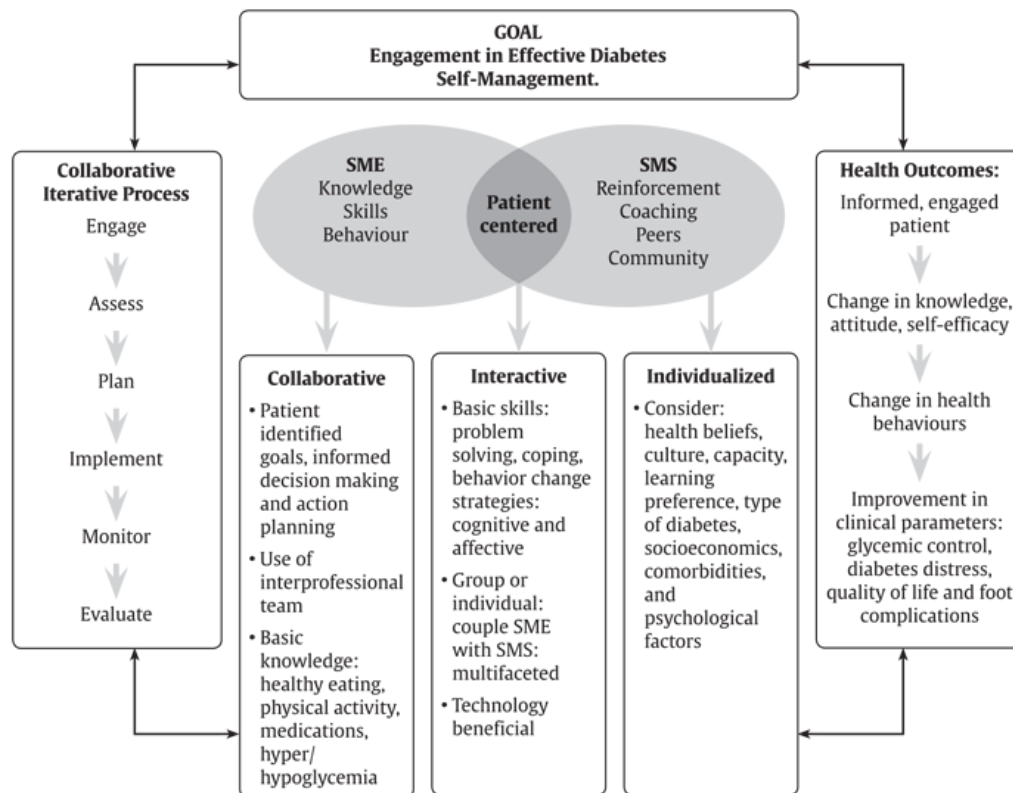 GOAL
Engagement in Effective Diabetes
Self-Management.
Collaborative
Iterative Process
Engage
Assess
Plan
Implement
Monitor
Evaluate
SME
Knowledge
Skills
Behaviour
Patient
centered
SMS
Reinforcement
Coaching
Peers
Community
Collaborative
• Patient
identified
goals, informed
decision making
and action
planning
• Use of
interprofessional
team
• Basic
knowledge:
healthy eating,
physical activity,
medications,
hyper/
hypoglycemia
Interactive
• Basic skills:
problem
solving, coping,
behavior change
strategies:
cognitive and
affective
• Group or
individual:
couple SME
with SMS:
multifaceted
• Technology
beneficial
Individualized
• Consider:
health beliefs,
culture, capacity,
learning
preference, type
of diabetes,
socioeconomics,
comorbidities,
and
psychological
factors
Health Outcomes:
Informed, engaged
patient
Change in knowledge,
attitude, self-efficacy
Change in health
behaviours
Improvement in
clinical parameters:
glycemic control,
diabetes distress,
quality of life and foot
complications